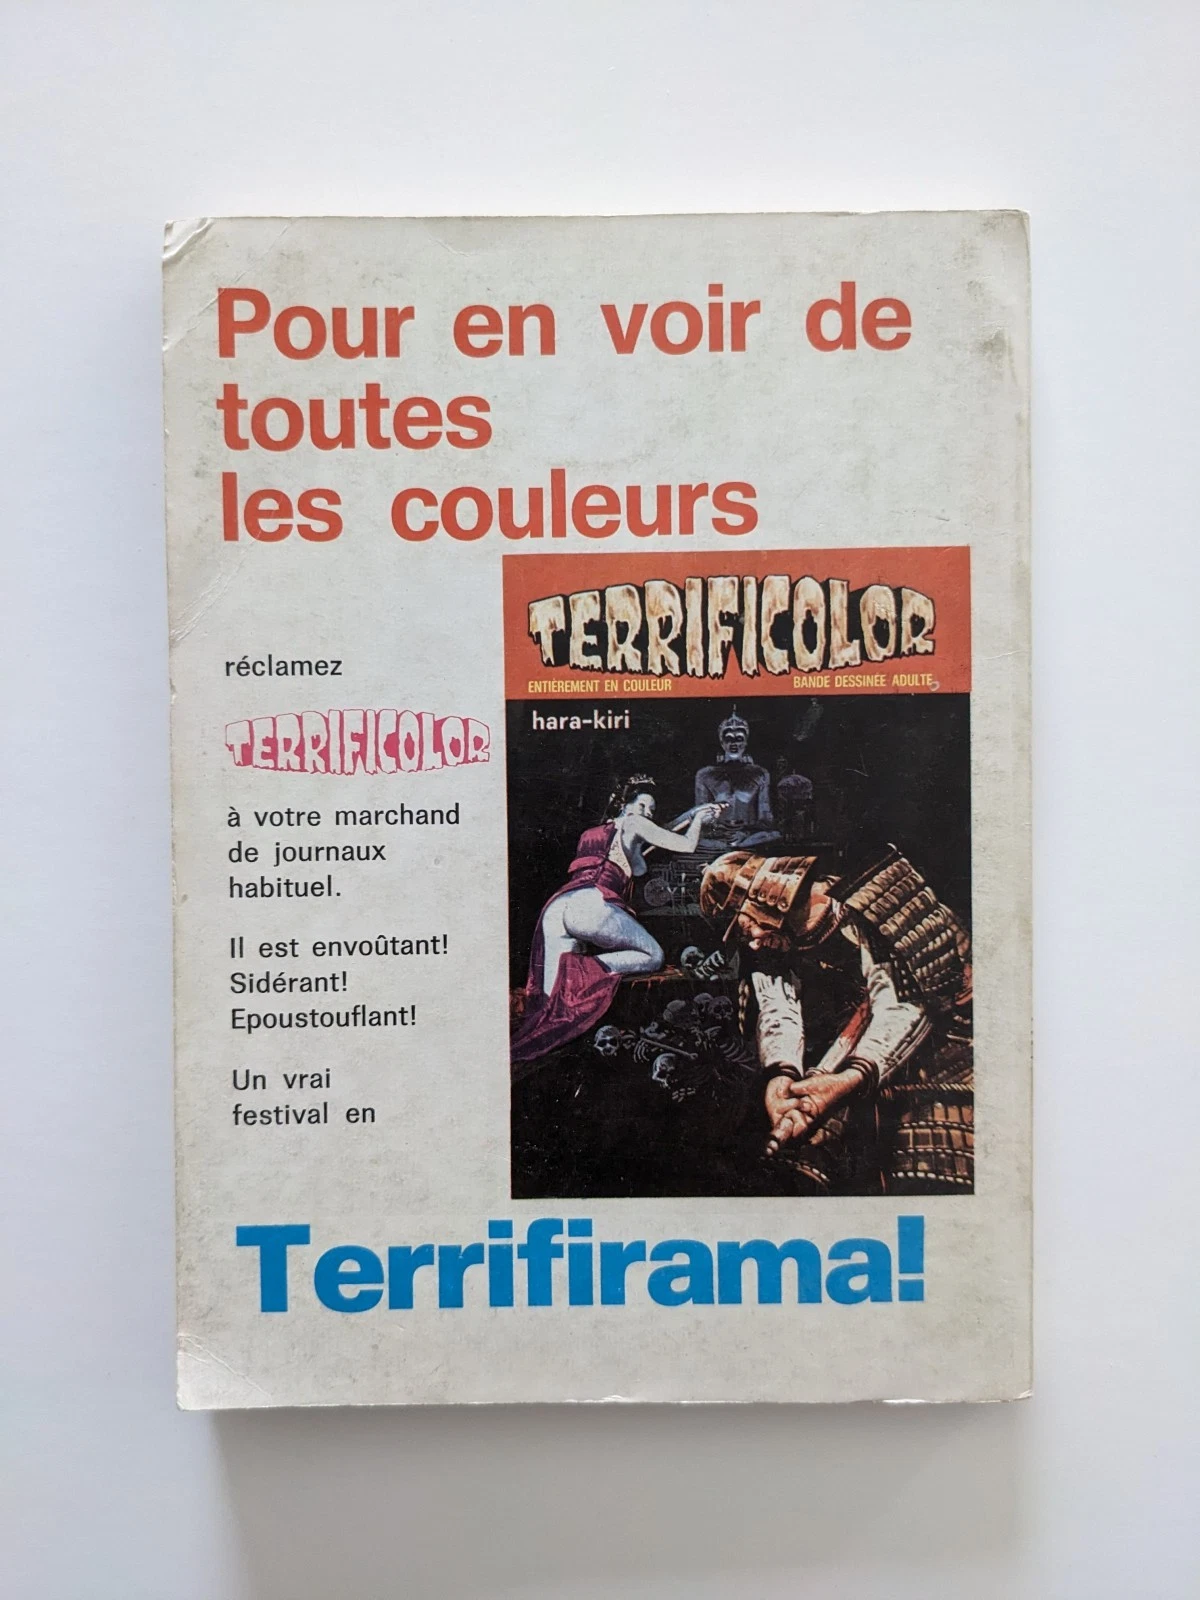 Pour en voir de
toutes
les couleurs
réclamez
TERRIFICOLOR
à votre marchand
de journaux
habituel.
Il est envoûtant!
Sidérant!
Epoustouflant!
Un vrai
festival en
TERRIFICOLOR
ENTIÈREMENT EN COULEUR
BANDE DESSINÉE ADULTE
hara-kiri
Terrifirama!